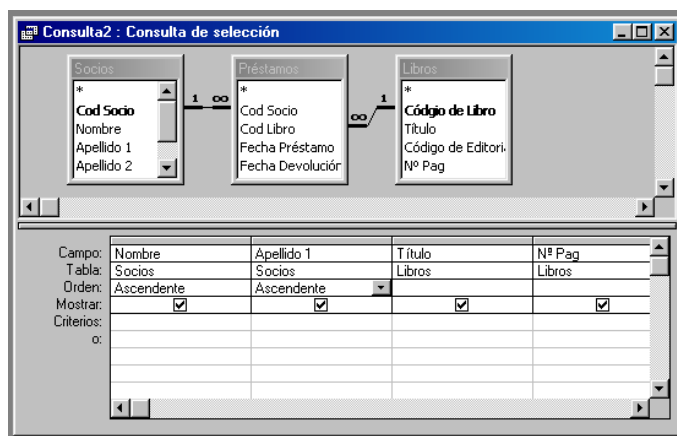 Consulta2 : Consulta de selección
Socios
*
Cod Socio
Nombre
Apellido 1
Apellido 2
1 ∞
Préstamos
*
Cod Socio
Cod Libro
Fecha Préstamo
Fecha Devolución
∞ 1
Libros
*
Códgio de Libro
Título
Código de Editori
Nº Pag
Campo: Nombre Apellido 1 Título Nº Pag
Tabla: Socios Socios Libros Libros
Orden: Ascendente Ascendente
Mostrar:
Criterios:
o: